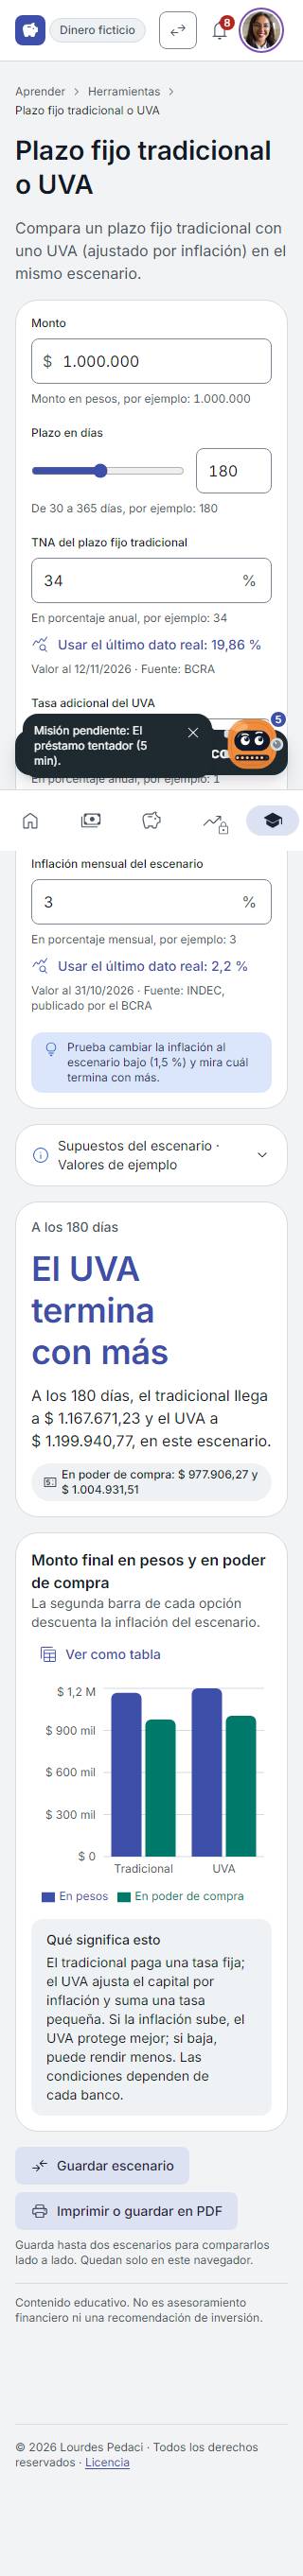 Dinero ficticio
8
Aprender
Herramientas
Plazo fijo tradicional o UVA
Plazo fijo tradicional
o UVA
Compara un plazo fijo tradicional con
uno UVA (ajustado por inflación) en el
mismo escenario.
Monto
$ 1.000.000
Monto en pesos, por ejemplo: 1.000.000
Plazo en días
180
De 30 a 365 días, por ejemplo: 180
TNA del plazo fijo tradicional
34 %
En porcentaje anual, por ejemplo: 34
Usar el último dato real: 19,86 %
Valor al 12/11/2026 · Fuente: BCRA
Tasa adicional del UVA
5
Misión pendiente: El
préstamo tentador (5
min).
En porcentaje anual, por ejemplo: 1
Inflación mensual del escenario
3 %
En porcentaje mensual, por ejemplo: 3
Usar el último dato real: 2,2 %
Valor al 31/10/2026 · Fuente: INDEC,
publicado por el BCRA
Prueba cambiar la inflación al
escenario bajo (1,5 %) y mira cuál
termina con más.
Supuestos del escenario ·
Valores de ejemplo
A los 180 días
El UVA
termina
con más
A los 180 días, el tradicional llega
a $ 1.167.671,23 y el UVA a
$ 1.199.940,77, en este escenario.
En poder de compra: $ 977.906,27 y
$ 1.004.931,51
Monto final en pesos y en poder
de compra
La segunda barra de cada opción
descuenta la inflación del escenario.
Ver como tabla
$ 1,2 M
$ 900 mil
$ 600 mil
$ 300 mil
$ 0
Tradicional
UVA
En pesos
En poder de compra
Qué significa esto
El tradicional paga una tasa fija;
el UVA ajusta el capital por
inflación y suma una tasa
pequeña. Si la inflación sube, el
UVA protege mejor; si baja,
puede rendir menos. Las
condiciones dependen de
cada banco.
Guardar escenario
Imprimir o guardar en PDF
Guarda hasta dos escenarios para compararlos
lado a lado. Quedan solo en este navegador.
Contenido educativo. No es asesoramiento
financiero ni una recomendación de inversión.
© 2026 Lourdes Pedaci · Todos los derechos
reservados · Licencia